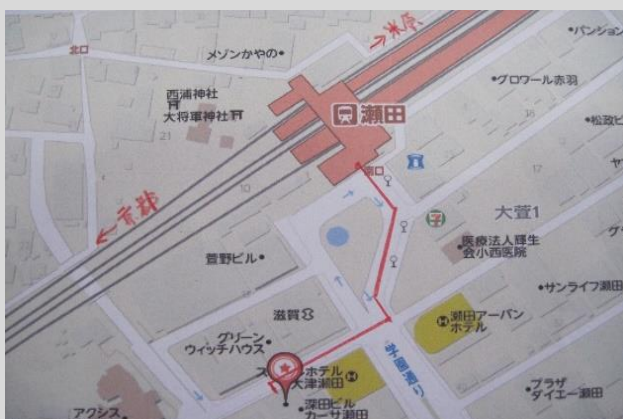 →米原
北口
メゾンかやの
パンション
西浦神社
大将軍神社
瀬田
グロワール赤羽
松政ビ
21
18
17
南口
10
大萱1
←京都
医療法人輝生
会小西医院
萱野ビル
サンライフ瀬田
滋賀
瀬田アーバン
ホテル
グリーン
ウィッチハウス
学園通り
ホテル
大津瀬田
プラザ
ダイエー瀬田
アクシス
深田ビル
カーサ瀬田